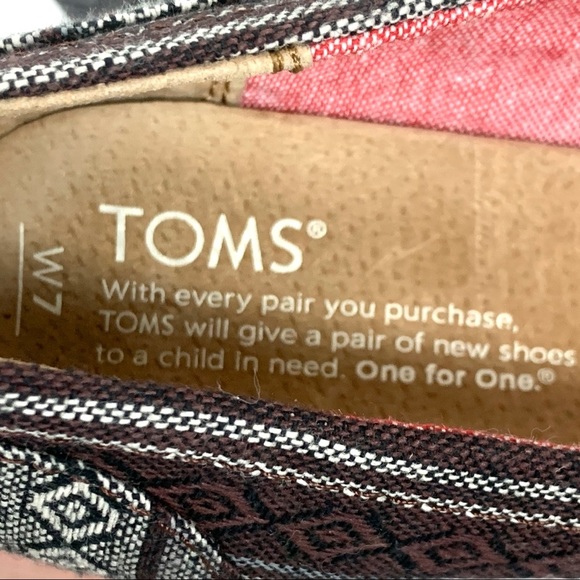 TOMS®
With every pair you purchase,
TOMS will give a pair of new shoes
to a child in need. One for One.®
W7